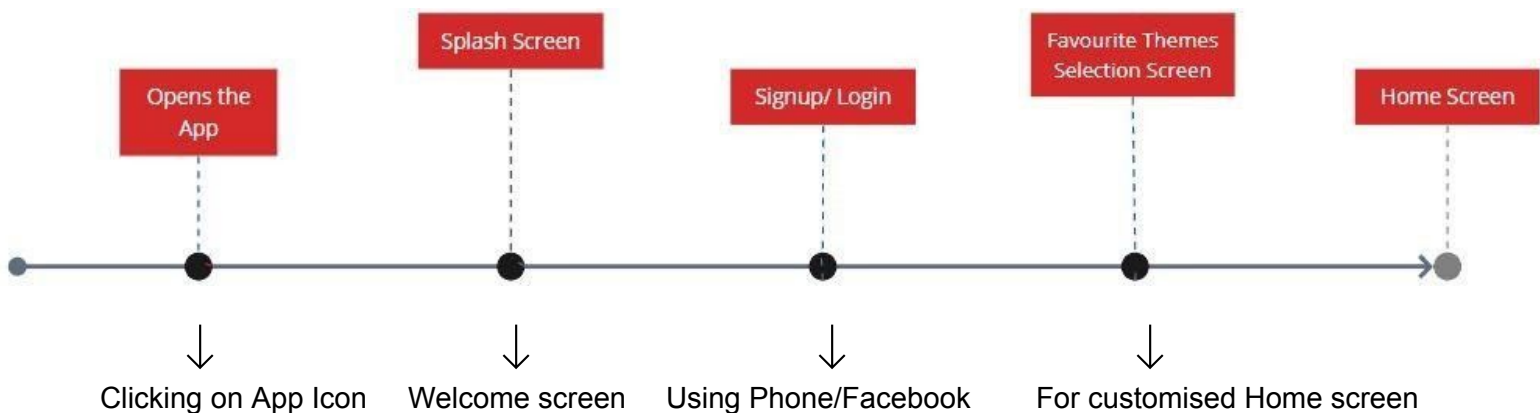 Splash Screen
Favourite Themes
Selection Screen
Opens the
App
Signup/ Login
Home Screen
Clicking on App Icon
Welcome screen
Using Phone/Facebook
For customised Home screen